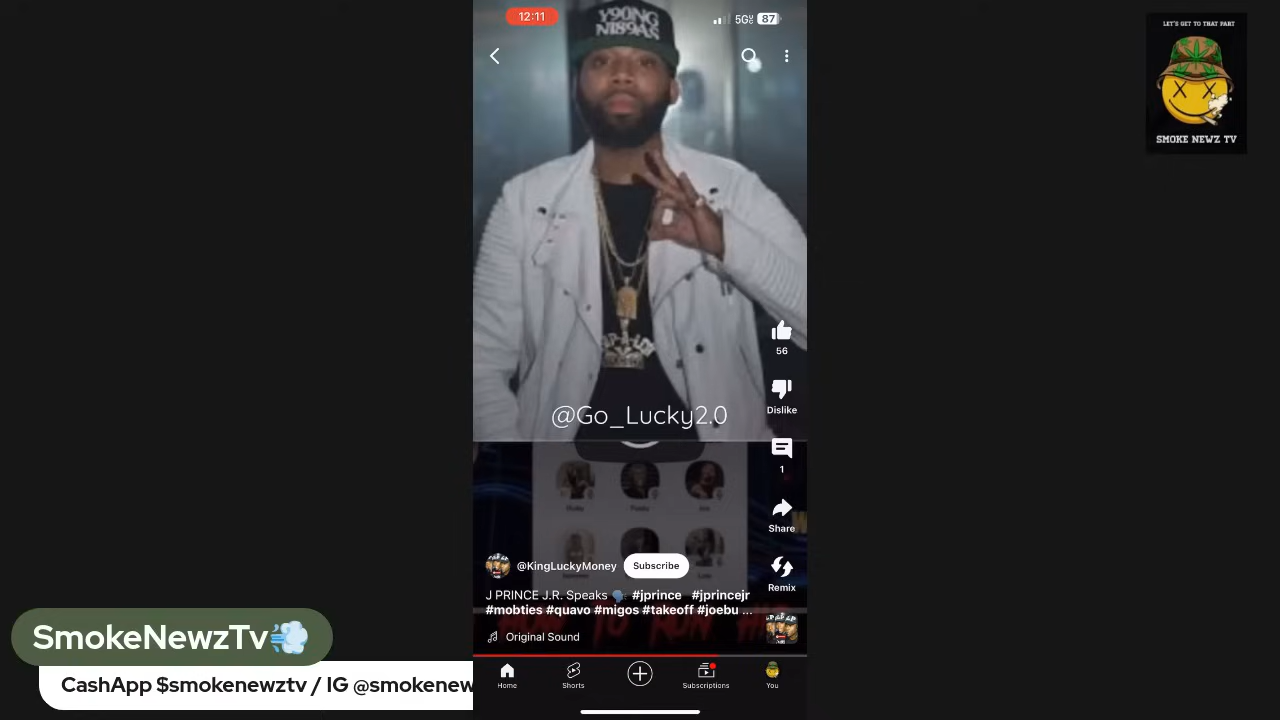 12:11
5G
87
Y90NG
N189AS
LET'S GET TO THAT PART
SMOKE NEWZ TV
56
Dislike
@Go_Lucky2.0
1
Share
@KingLuckyMoney
Subscribe
Remix
J PRINCE J.R. Speaks 🗣️ #jprince #jprincejr
#mobties #quavo #migos #takeoff #joebu ...
Original Sound
SmokeNewzTv💨
CashApp $smokenewztv / IG @smokenew
Home
Shorts
Subscriptions
You